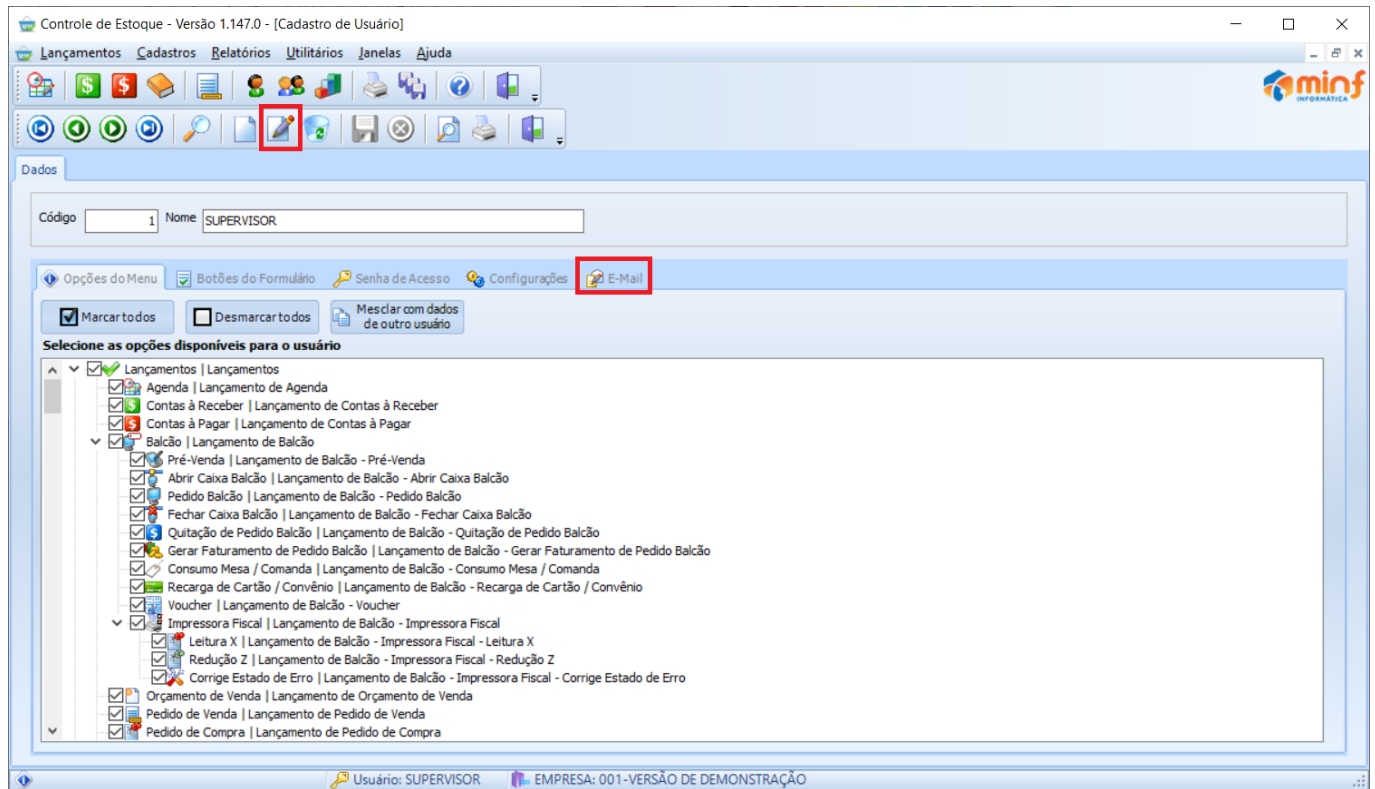 Controle de Estoque - Versão 1.147.0 - [Cadastro de Usuário]
Lançamentos Cadastros Relatórios Utilitários Janelas Ajuda
minf
INFORMÁTICA
Dados
Código 1 Nome SUPERVISOR
Opções do Menu Botões do Formulário Senha de Acesso Configurações E-Mail
Marcar todos Desmarcar todos Mesclar com dados
de outro usuário
Selecione as opções disponíveis para o usuário
Lançamentos | Lançamentos
Agenda | Lançamento de Agenda
Contas à Receber | Lançamento de Contas à Receber
Contas à Pagar | Lançamento de Contas à Pagar
Balcão | Lançamento de Balcão
Pré-Venda | Lançamento de Balcão - Pré-Venda
Abrir Caixa Balcão | Lançamento de Balcão - Abrir Caixa Balcão
Pedido Balcão | Lançamento de Balcão - Pedido Balcão
Fechar Caixa Balcão | Lançamento de Balcão - Fechar Caixa Balcão
Quitação de Pedido Balcão | Lançamento de Balcão - Quitação de Pedido Balcão
Gerar Faturamento de Pedido Balcão | Lançamento de Balcão - Gerar Faturamento de Pedido Balcão
Consumo Mesa / Comanda | Lançamento de Balcão - Consumo Mesa / Comanda
Recarga de Cartão / Convênio | Lançamento de Balcão - Recarga de Cartão / Convênio
Voucher | Lançamento de Balcão - Voucher
Impressora Fiscal | Lançamento de Balcão - Impressora Fiscal
Leitura X | Lançamento de Balcão - Impressora Fiscal - Leitura X
Redução Z | Lançamento de Balcão - Impressora Fiscal - Redução Z
Corrige Estado de Erro | Lançamento de Balcão - Impressora Fiscal - Corrige Estado de Erro
Orçamento de Venda | Lançamento de Orçamento de Venda
Pedido de Venda | Lançamento de Pedido de Venda
Pedido de Compra | Lançamento de Pedido de Compra
Usuário: SUPERVISOR EMPRESA: 001-VERSÃO DE DEMONSTRAÇÃO